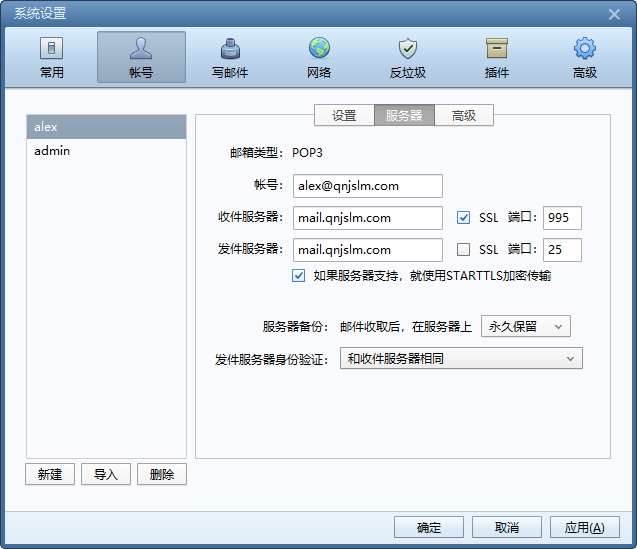 系统设置
常用 帐号 写邮件 网络 反垃圾 插件 高级
alex
admin
设置 服务器 高级
邮箱类型: POP3
帐号: alex@qnjslm.com
收件服务器: mail.qnjslm.com SSL 端口: 995
发件服务器: mail.qnjslm.com SSL 端口: 25
如果服务器支持，就使用STARTTLS加密传输
服务器备份: 邮件收取后，在服务器上 永久保留
发件服务器身份验证: 和收件服务器相同
新建 导入 删除
确定 取消 应用(A)